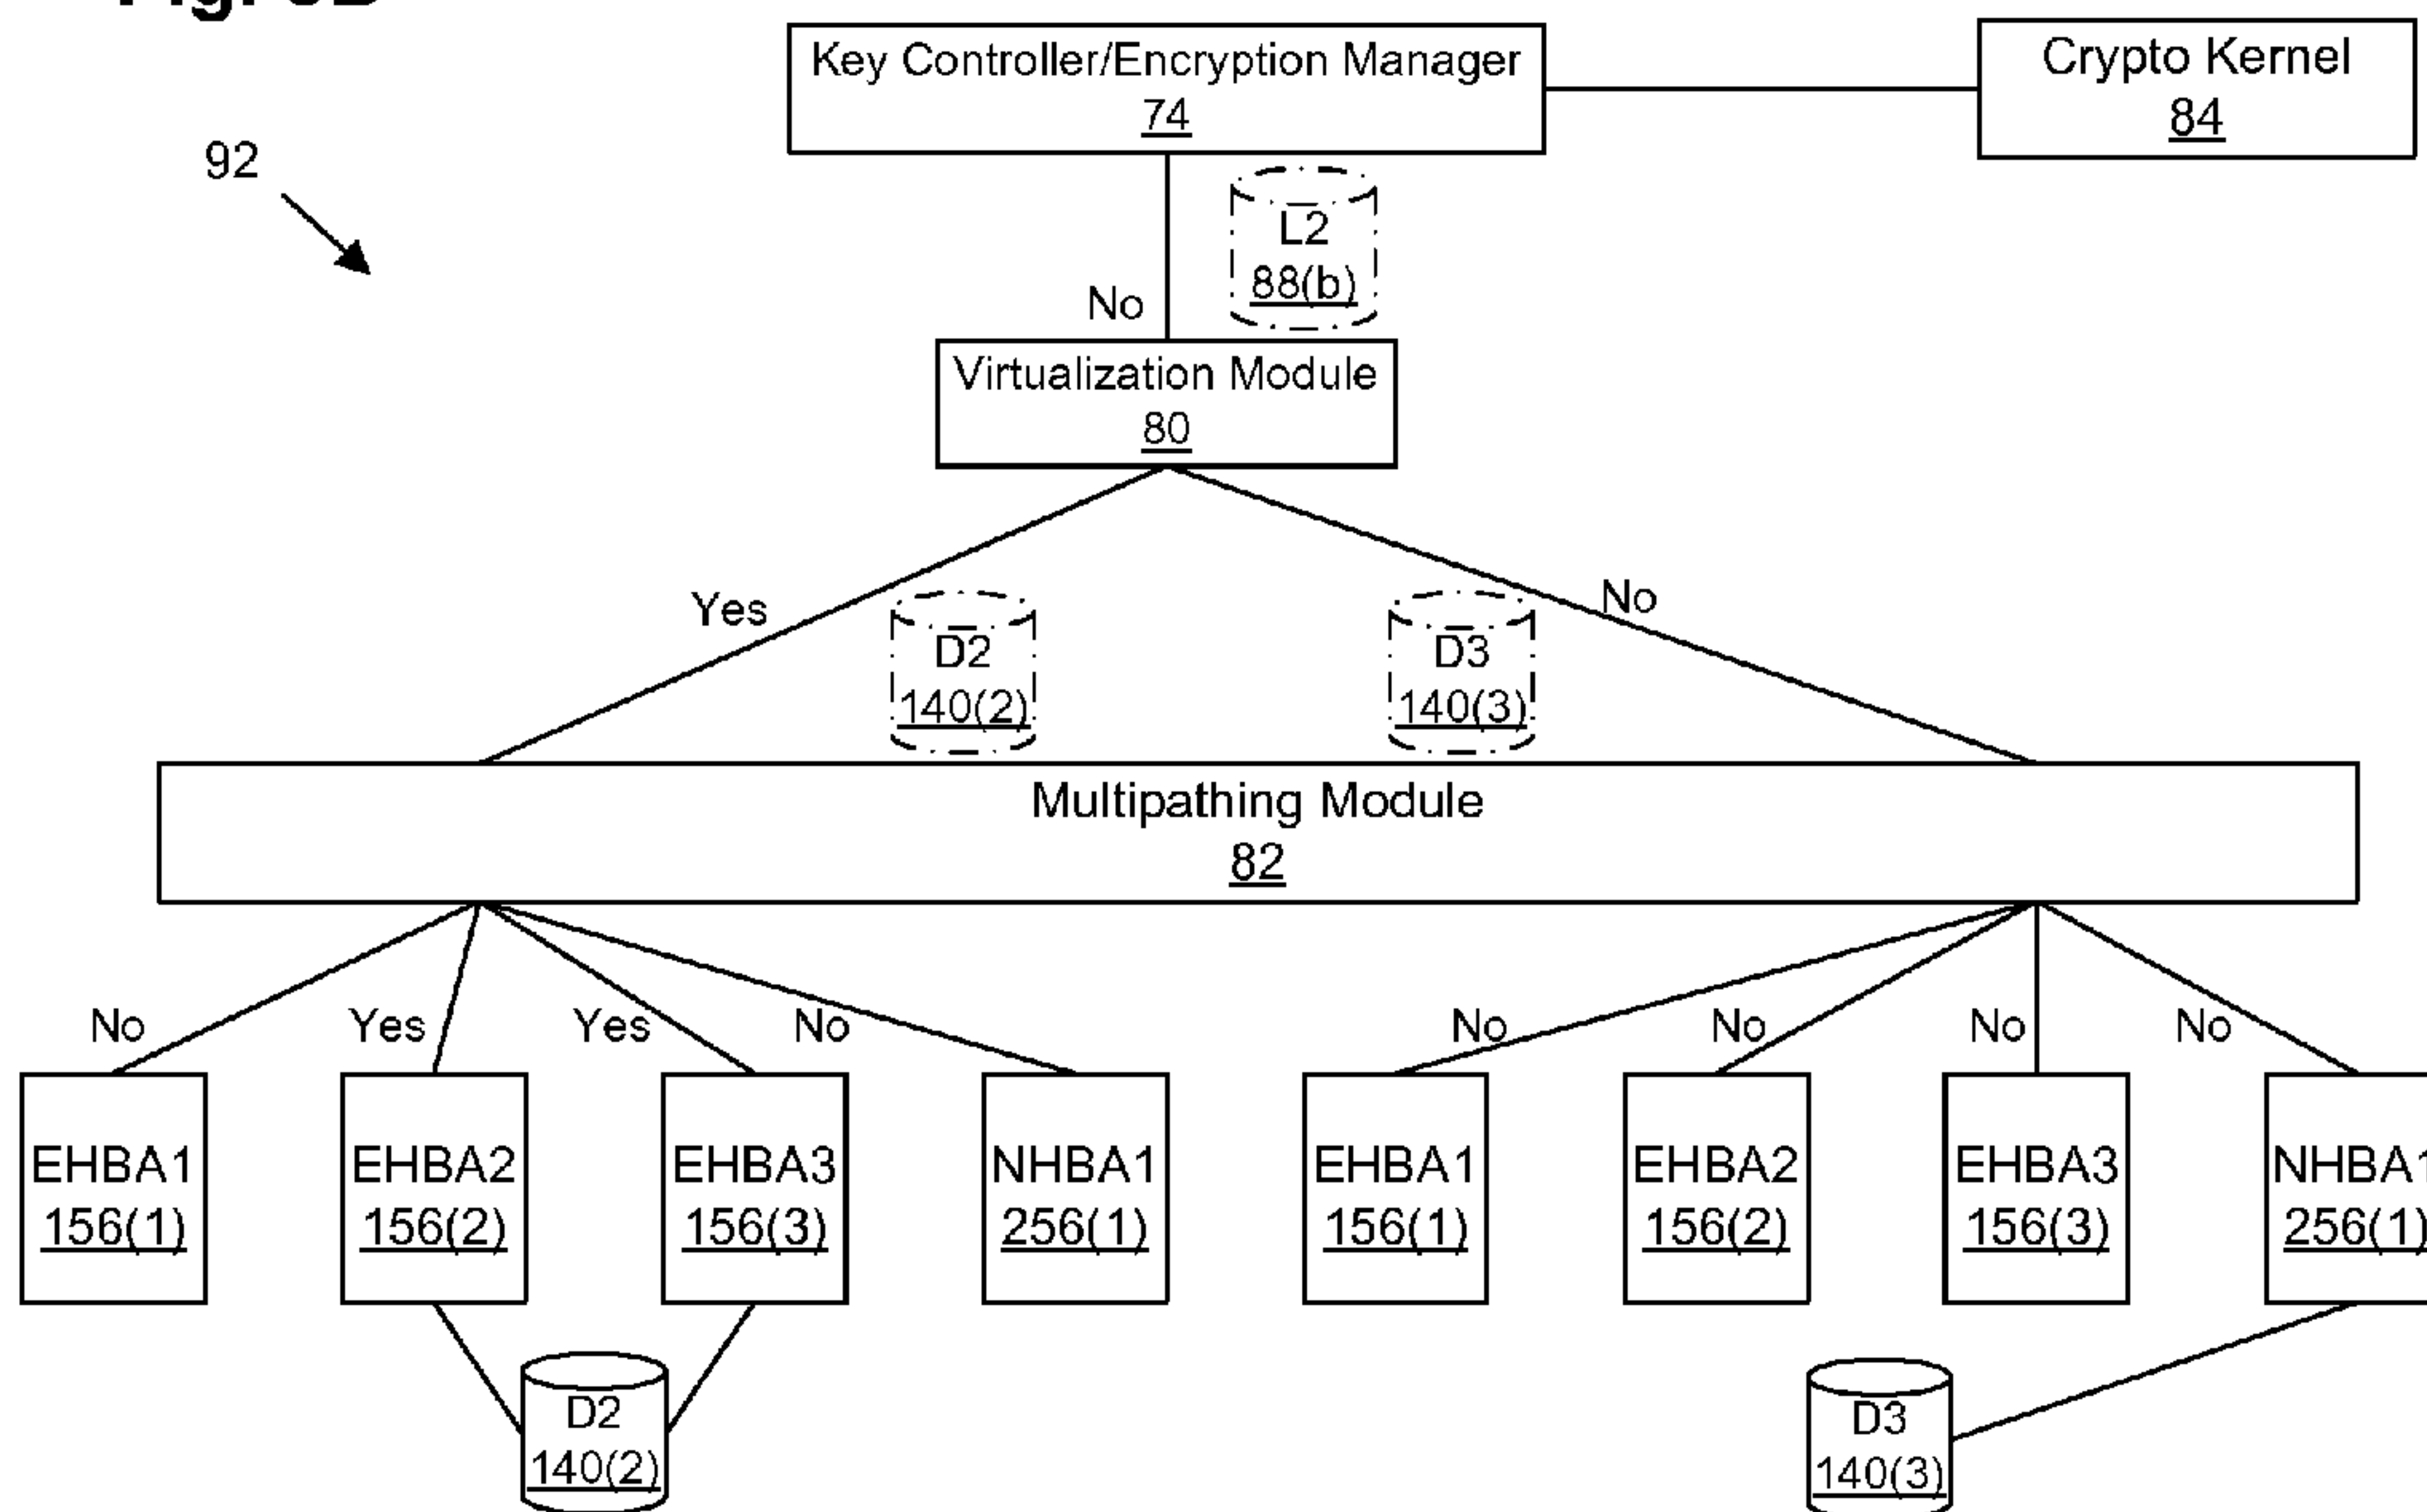 Key Controller/Encryption Manager
74
Crypto Kernel
84
92
L2
88(b)
No
Virtualization Module
80
Yes
No
D2
140(2)
D3
140(3)
Multipathing Module
82
No
Yes
Yes
No
No
No
No
No
EHBA1
156(1)
EHBA2
156(2)
EHBA3
156(3)
NHBA1
256(1)
EHBA1
156(1)
EHBA2
156(2)
EHBA3
156(3)
NHBA1
256(1)
D2
140(2)
D3
140(3)